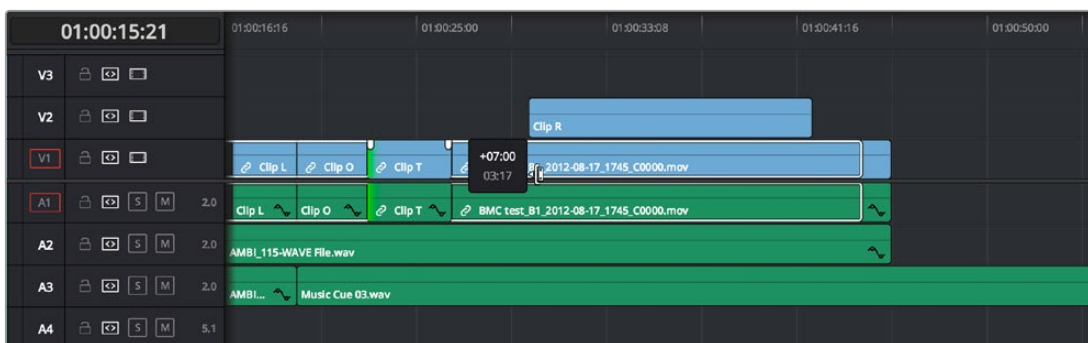 01:00:15:21
01:00:16:16
01:00:25:00
01:00:33:08
01:00:41:16
01:00:50:00
V3
V2
Clip R
V1
Clip L
Clip O
Clip T
+07:00
03:17
2012-08-17_1745_C0000.mov
A1
S
M
2.0
Clip L
Clip O
Clip T
BMC test_B1_2012-08-17_1745_C0000.mov
A2
S
M
2.0
AMBI_115-WAVE File.wav
A3
S
M
2.0
AMBI...
Music Cue 03.wav
A4
S
M
5.1